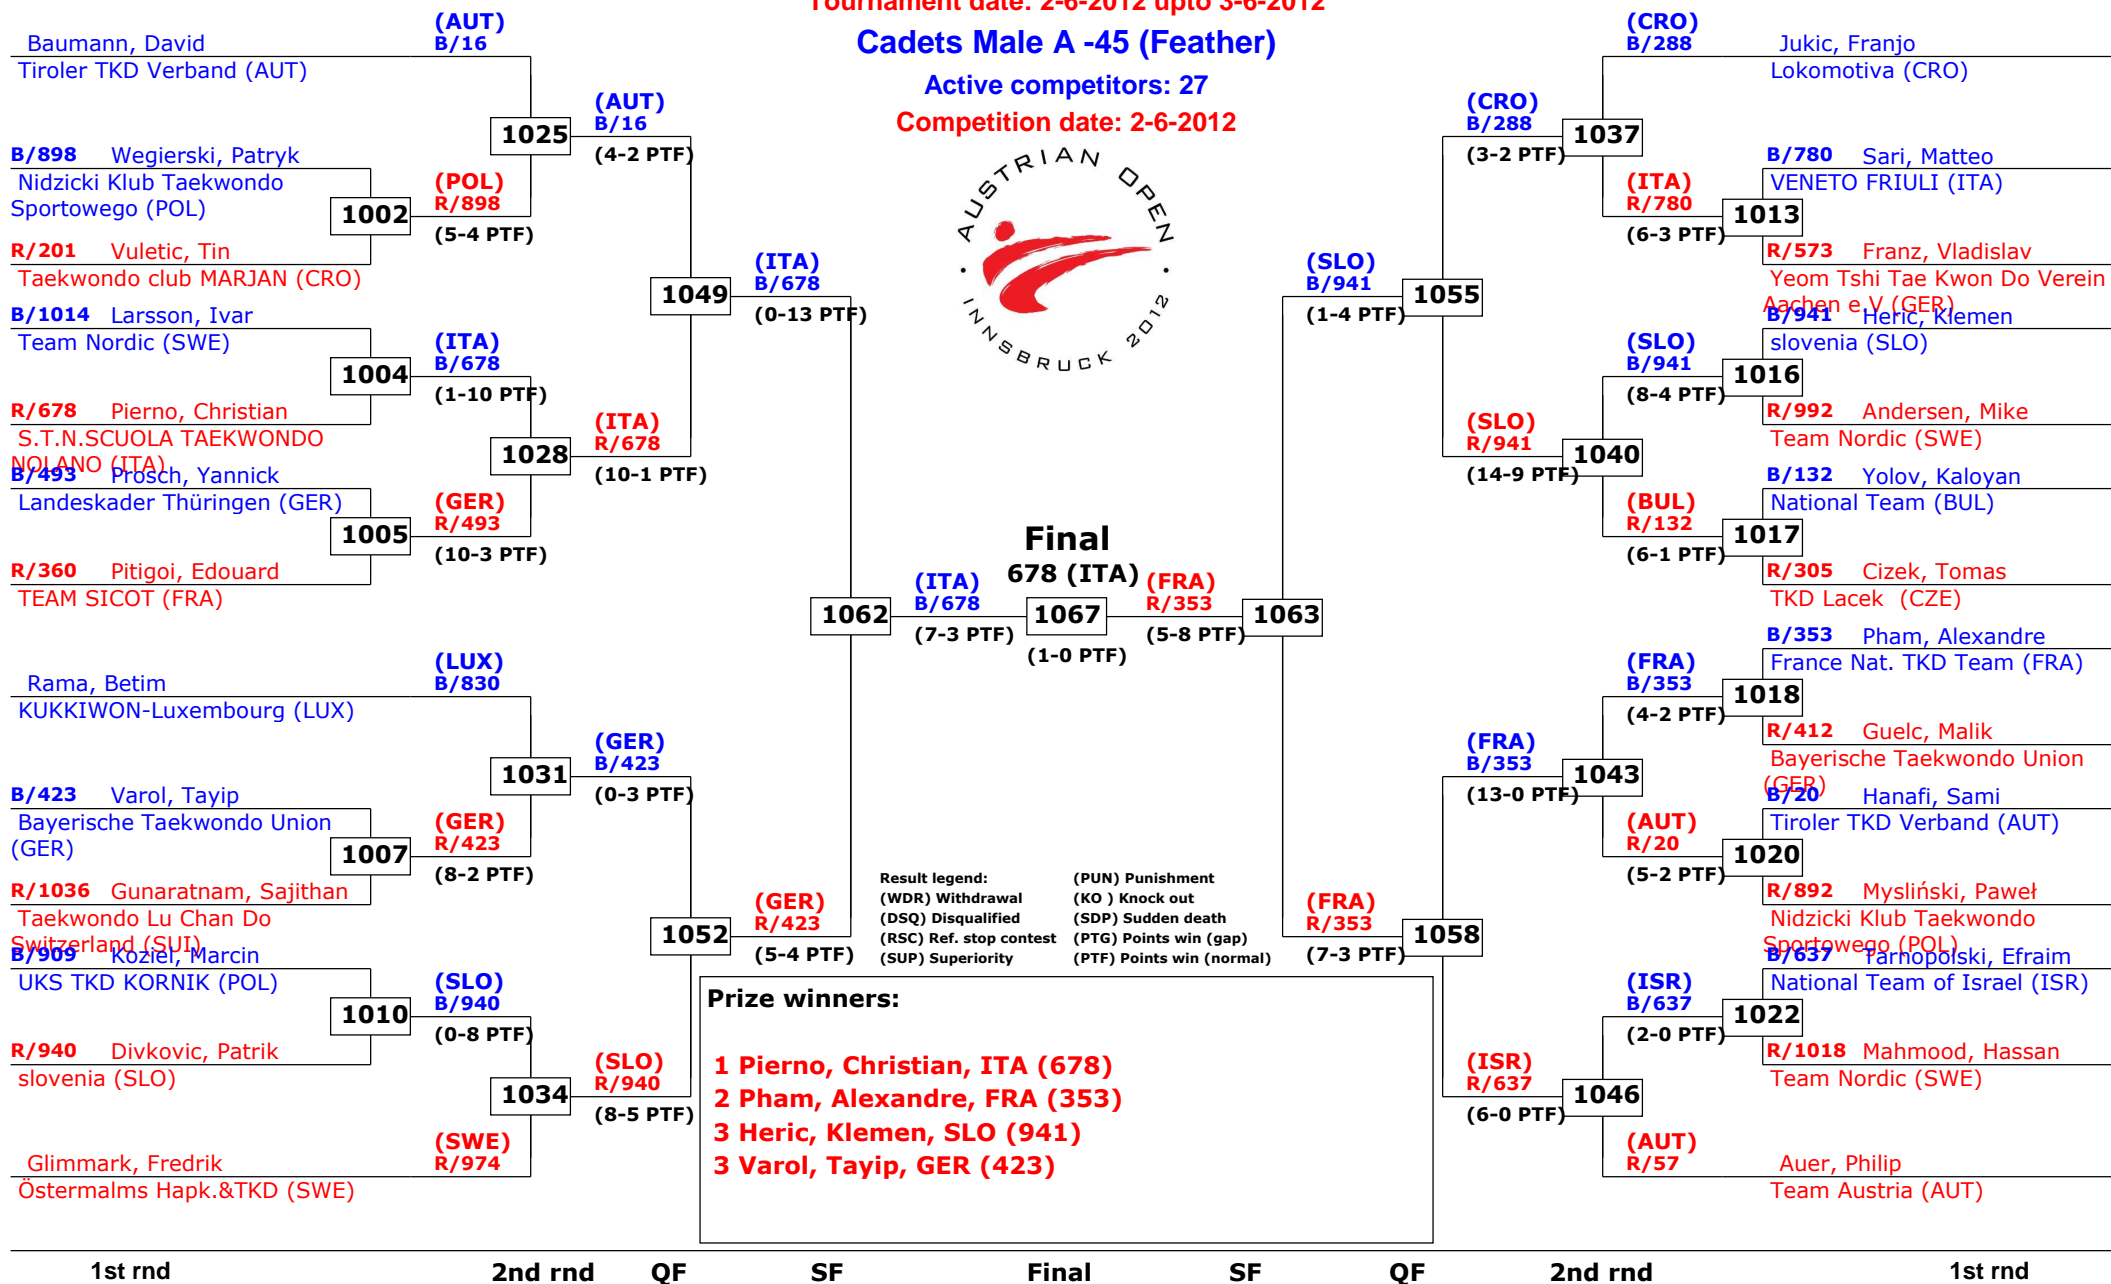 Tournament date: 2-6-2012 upto 3-6-2012
Cadets Male A -45 (Feather)
Active competitors: 27
Competition date: 2-6-2012
AUSTRIAN OPEN
· INNSBRUCK 2012 ·
Baumann, David
Tiroler TKD Verband (AUT)
(AUT)
B/16
B/898 Wegierski, Patryk
Nidzicki Klub Taekwondo
Sportowego (POL)
1002
R/201 Vuletic, Tin
Taekwondo club MARJAN (CRO)
(POL)
R/898
(5-4 PTF)
1025
(AUT)
B/16
(4-2 PTF)
B/1014 Larsson, Ivar
Team Nordic (SWE)
1004
R/678 Pierno, Christian
S.T.N.SCUOLA TAEKWONDO
NOLANO (ITA)
(ITA)
B/678
(1-10 PTF)
B/493 Prosch, Yannick
Landeskader Thüringen (GER)
1005
R/360 Pitigoi, Edouard
TEAM SICOT (FRA)
(GER)
R/493
(10-3 PTF)
1028
(ITA)
R/678
(10-1 PTF)
1049
(ITA)
B/678
(0-13 PTF)
Rama, Betim
KUKKIWON-Luxembourg (LUX)
(LUX)
B/830
B/423 Varol, Tayip
Bayerische Taekwondo Union
(GER)
1007
R/1036 Gunaratnam, Sajithan
Taekwondo Lu Chan Do
Switzerland (SUI)
(GER)
R/423
(8-2 PTF)
1031
(GER)
B/423
(0-3 PTF)
B/909 Koziel, Marcin
UKS TKD KORNIK (POL)
1010
R/940 Divkovic, Patrik
slovenia (SLO)
(SLO)
B/940
(0-8 PTF)
Glimmark, Fredrik
Östermalms Hapk.&TKD (SWE)
(SWE)
R/974
1034
(SLO)
R/940
(8-5 PTF)
1052
(GER)
R/423
(5-4 PTF)
1062
(ITA)
B/678
(7-3 PTF)
Final
678 (ITA)
1067
(1-0 PTF)
(FRA)
R/353
(5-8 PTF)
1063
(SLO)
B/941
(1-4 PTF)
1055
(CRO)
B/288
(3-2 PTF)
1037
(CRO)
B/288
Jukic, Franjo
Lokomotiva (CRO)
(ITA)
R/780
(6-3 PTF)
B/780 Sari, Matteo
VENETO FRIULI (ITA)
1013
R/573 Franz, Vladislav
Yeom Tshi Tae Kwon Do Verein
Aachen e.V (GER)
(SLO)
R/941
(14-9 PTF)
1040
(SLO)
B/941
(8-4 PTF)
B/941 Heric, Klemen
slovenia (SLO)
1016
R/992 Andersen, Mike
Team Nordic (SWE)
(BUL)
R/132
(6-1 PTF)
B/132 Yolov, Kaloyan
National Team (BUL)
1017
R/305 Cizek, Tomas
TKD Lacek (CZE)
(FRA)
R/353
(7-3 PTF)
1058
(FRA)
B/353
(13-0 PTF)
1043
(FRA)
B/353
(4-2 PTF)
B/353 Pham, Alexandre
France Nat. TKD Team (FRA)
1018
R/412 Guelc, Malik
Bayerische Taekwondo Union
(GER)
(AUT)
R/20
(5-2 PTF)
B/20 Hanafi, Sami
Tiroler TKD Verband (AUT)
1020
R/892 Mysliński, Paweł
Nidzicki Klub Taekwondo
Sportowego (POL)
(ISR)
R/637
(6-0 PTF)
1046
(ISR)
B/637
(2-0 PTF)
B/637 Tarnopolski, Efraim
National Team of Israel (ISR)
1022
R/1018 Mahmood, Hassan
Team Nordic (SWE)
(AUT)
R/57
Auer, Philip
Team Austria (AUT)
Result legend: (PUN) Punishment
(WDR) Withdrawal (KO ) Knock out
(DSQ) Disqualified (SDP) Sudden death
(RSC) Ref. stop contest (PTG) Points win (gap)
(SUP) Superiority (PTF) Points win (normal)
Prize winners:
1 Pierno, Christian, ITA (678)
2 Pham, Alexandre, FRA (353)
3 Heric, Klemen, SLO (941)
3 Varol, Tayip, GER (423)
1st rnd 2nd rnd QF SF Final SF QF 2nd rnd 1st rnd